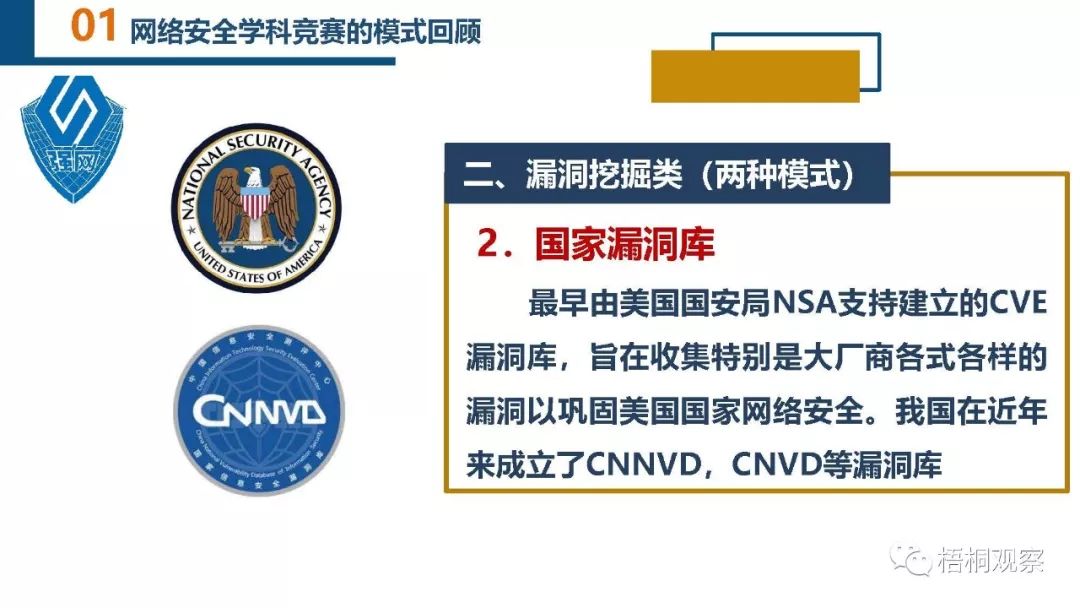 01 网络安全学科竞赛的模式回顾
强网
NATIONAL SECURITY AGENCY
UNITED STATES OF AMERICA
二、漏洞挖掘类（两种模式）
2．国家漏洞库
最早由美国国安局NSA支持建立的CVE
漏洞库，旨在收集特别是大厂商各式各样的
漏洞以巩固美国国家网络安全。我国在近年
来成立了CNNVD，CNVD等漏洞库
中国信息安全测评中心
China Information Technology Security Evaluation Center
CNNVD
China National Vulnerability Database of Information Security
国家信息安全漏洞库
梧桐观察